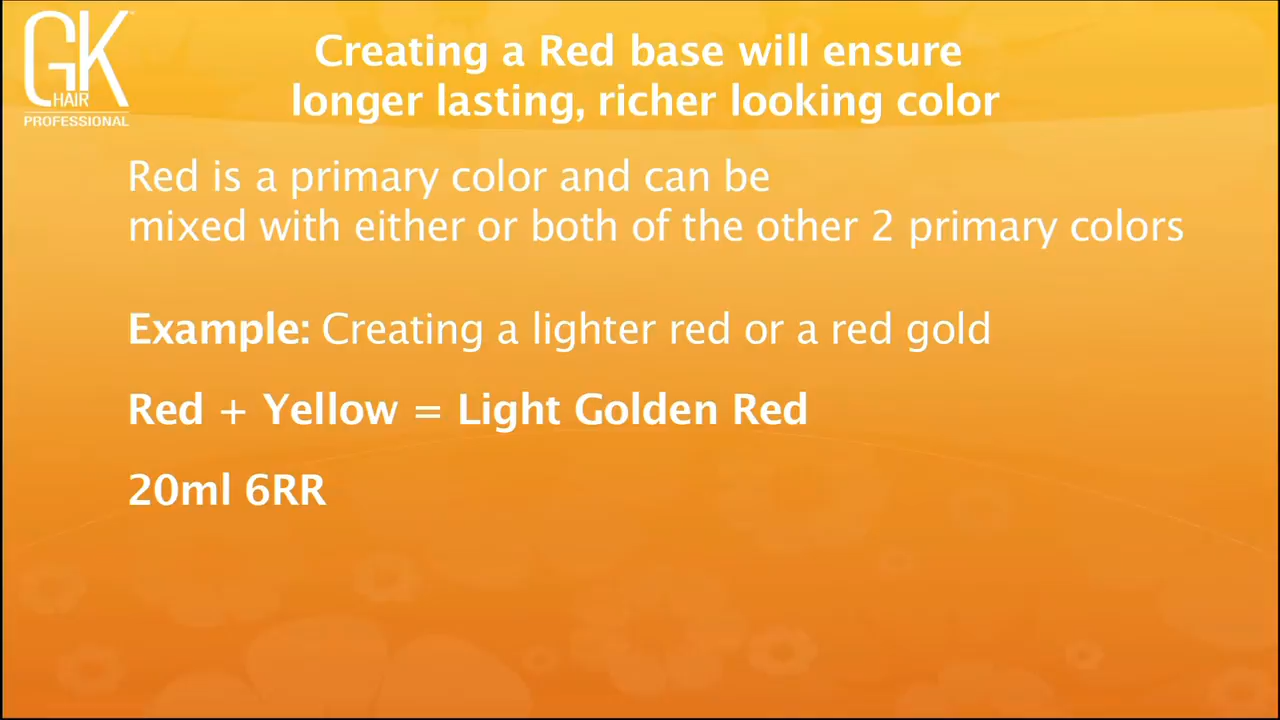 GK
HAIR
PROFESSIONAL
Creating a Red base will ensure
longer lasting, richer looking color
Red is a primary color and can be
mixed with either or both of the other 2 primary colors
Example: Creating a lighter red or a red gold
Red + Yellow = Light Golden Red
20ml 6RR